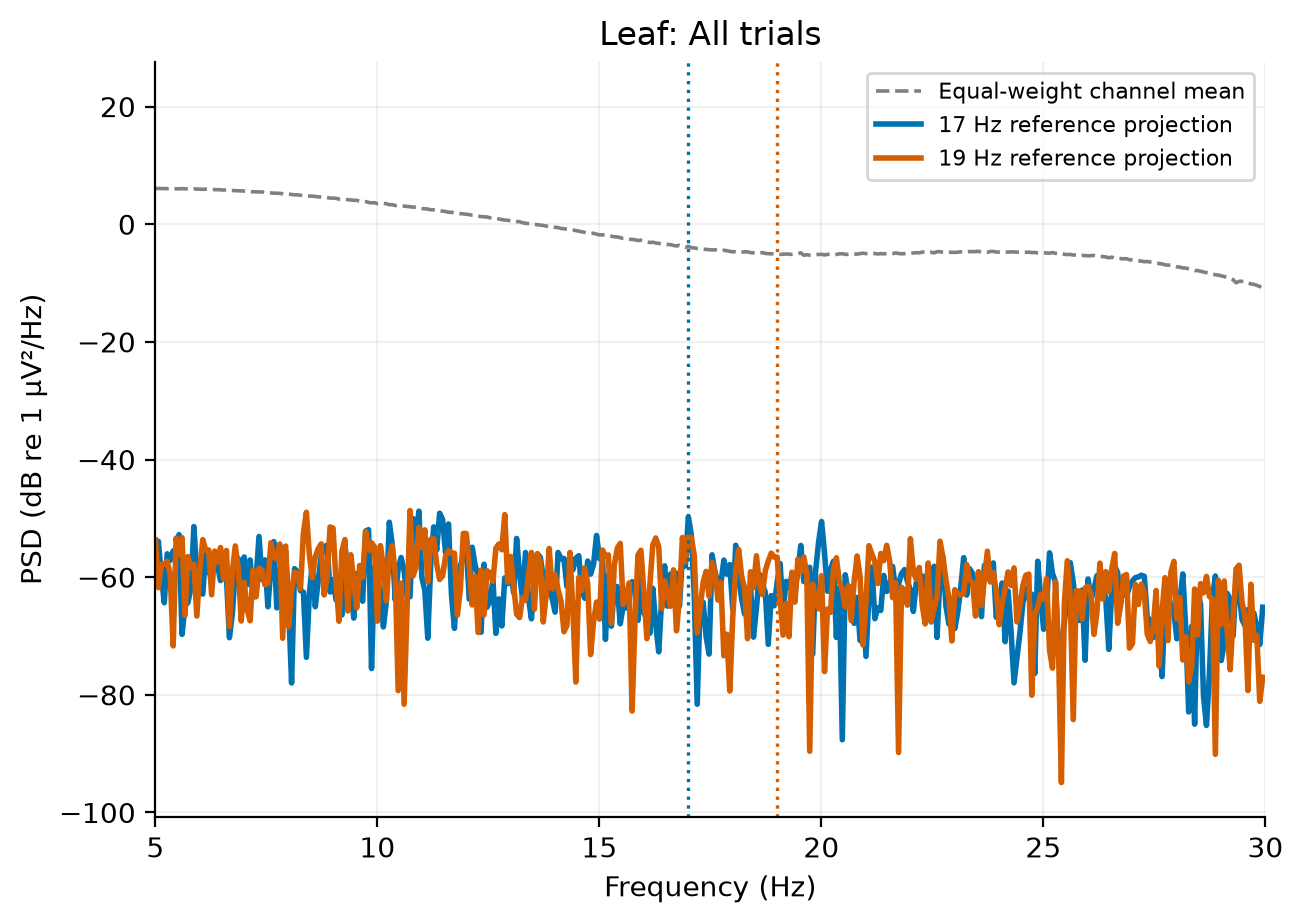 Leaf: All trials
Equal-weight channel mean
17 Hz reference projection
19 Hz reference projection
PSD (dB re 1 µV²/Hz)
20
0
−20
−40
−60
−80
−100
5
10
15
20
25
30
Frequency (Hz)